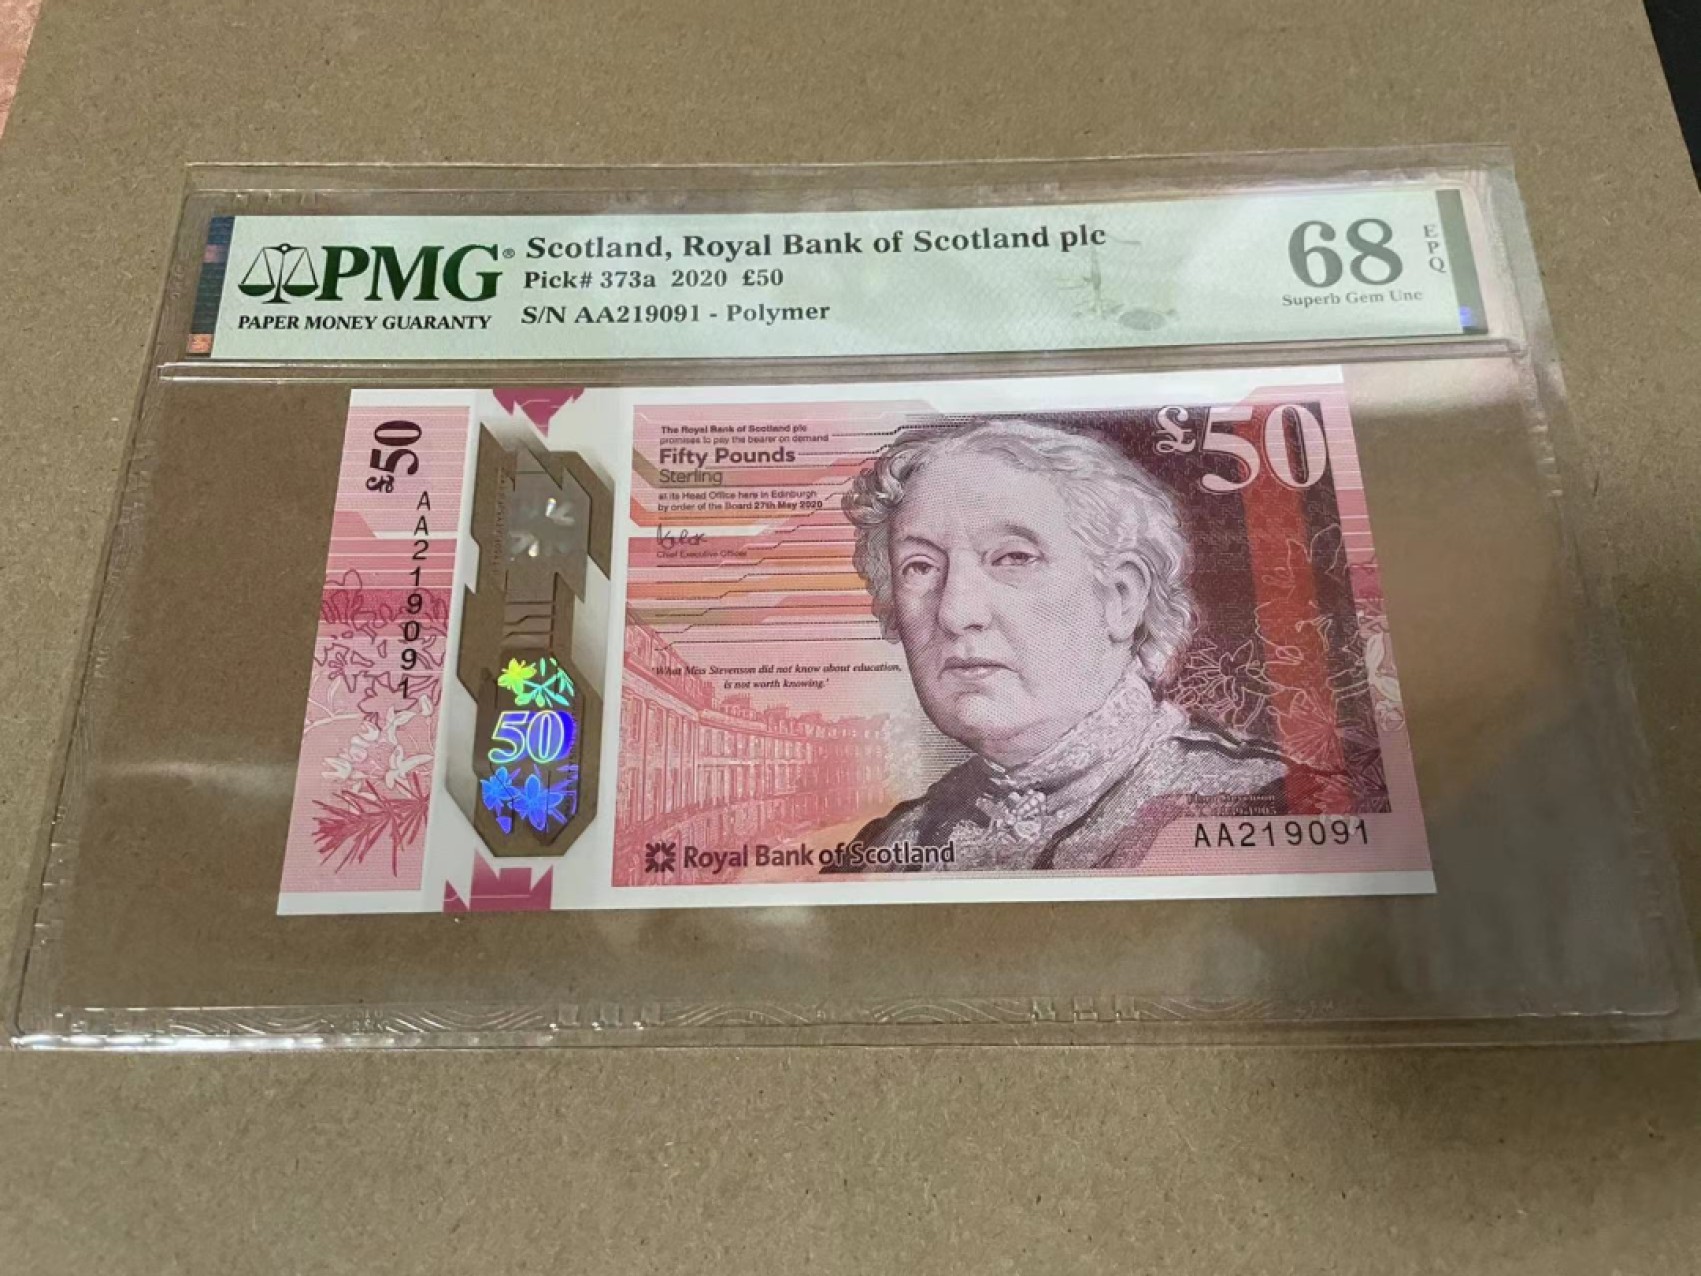 PMG®
PAPER MONEY GUARANTY
Scotland, Royal Bank of Scotland plc
Pick# 373a 2020 £50
S/N AA219091 - Polymer
68
EPQ
Superb Gem Unc
£50
AA219091
The Royal Bank of Scotland plc
promises to pay the bearer on demand
Fifty Pounds
Sterling
at its Head Office here in Edinburgh
by order of the Board 27th May 2020
Chief Executive Officer
£50
'What Miss Stevenson did not know about education,
is not worth knowing.'
50
Royal Bank of Scotland
AA219091